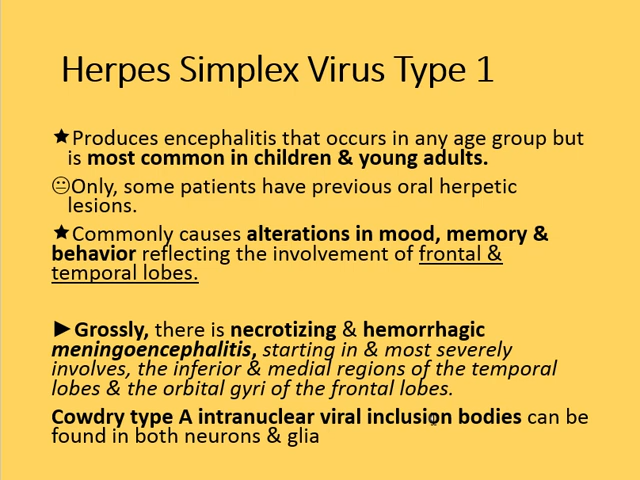 Herpes Simplex Virus Type 1
★Produces encephalitis that occurs in any age group but
is most common in children & young adults.
😐Only, some patients have previous oral herpetic
lesions.
★Commonly causes alterations in mood, memory &
behavior reflecting the involvement of frontal &
temporal lobes.
►Grossly, there is necrotizing & hemorrhagic
meningoencephalitis, starting in & most severely
involves, the inferior & medial regions of the temporal
lobes & the orbital gyri of the frontal lobes.
Cowdry type A intranuclear viral inclusion bodies can be
found in both neurons & glia